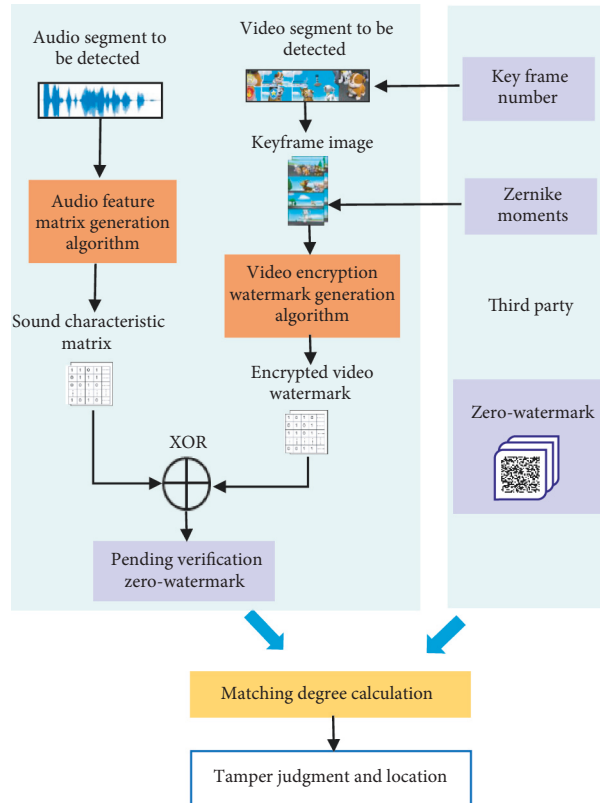 Audio segment to
be detected
Video segment to be
detected
Key frame
number
Keyframe image
Audio feature
matrix generation
algorithm
Zernike
moments
Video encryption
watermark generation
algorithm
Third party
Sound characteristic
matrix
Encrypted video
watermark
Zero-watermark
XOR
Pending verification
zero-watermark
Matching degree calculation
Tamper judgment and location